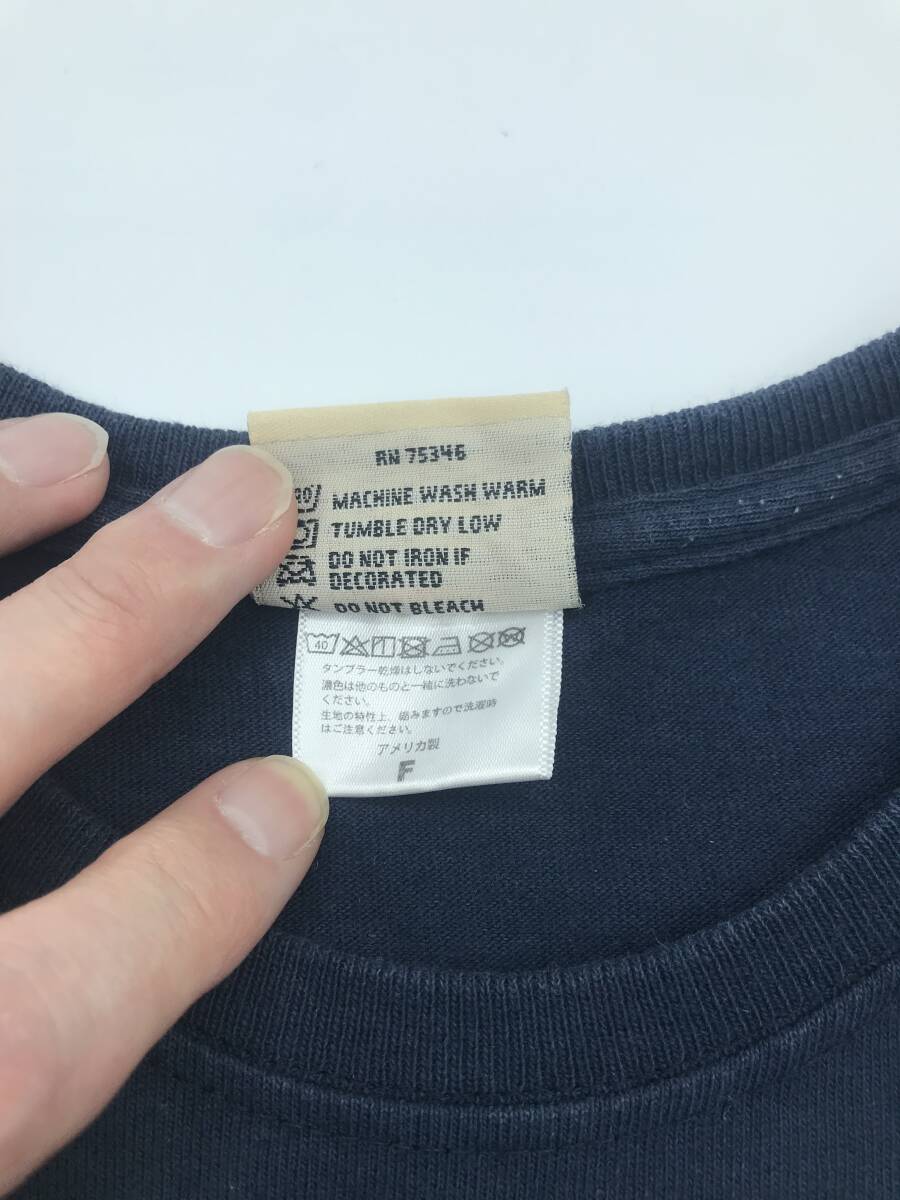 RN 75346
MACHINE WASH WARM
TUMBLE DRY LOW
DO NOT IRON IF
DECORATED
DO NOT BLEACH
40
タンブラー乾燥はしないでください。
濃色は他のものと一緒に洗わないで
ください。
生地の特性上、縮みますので洗濯時
はご注意ください。
アメリカ製
F